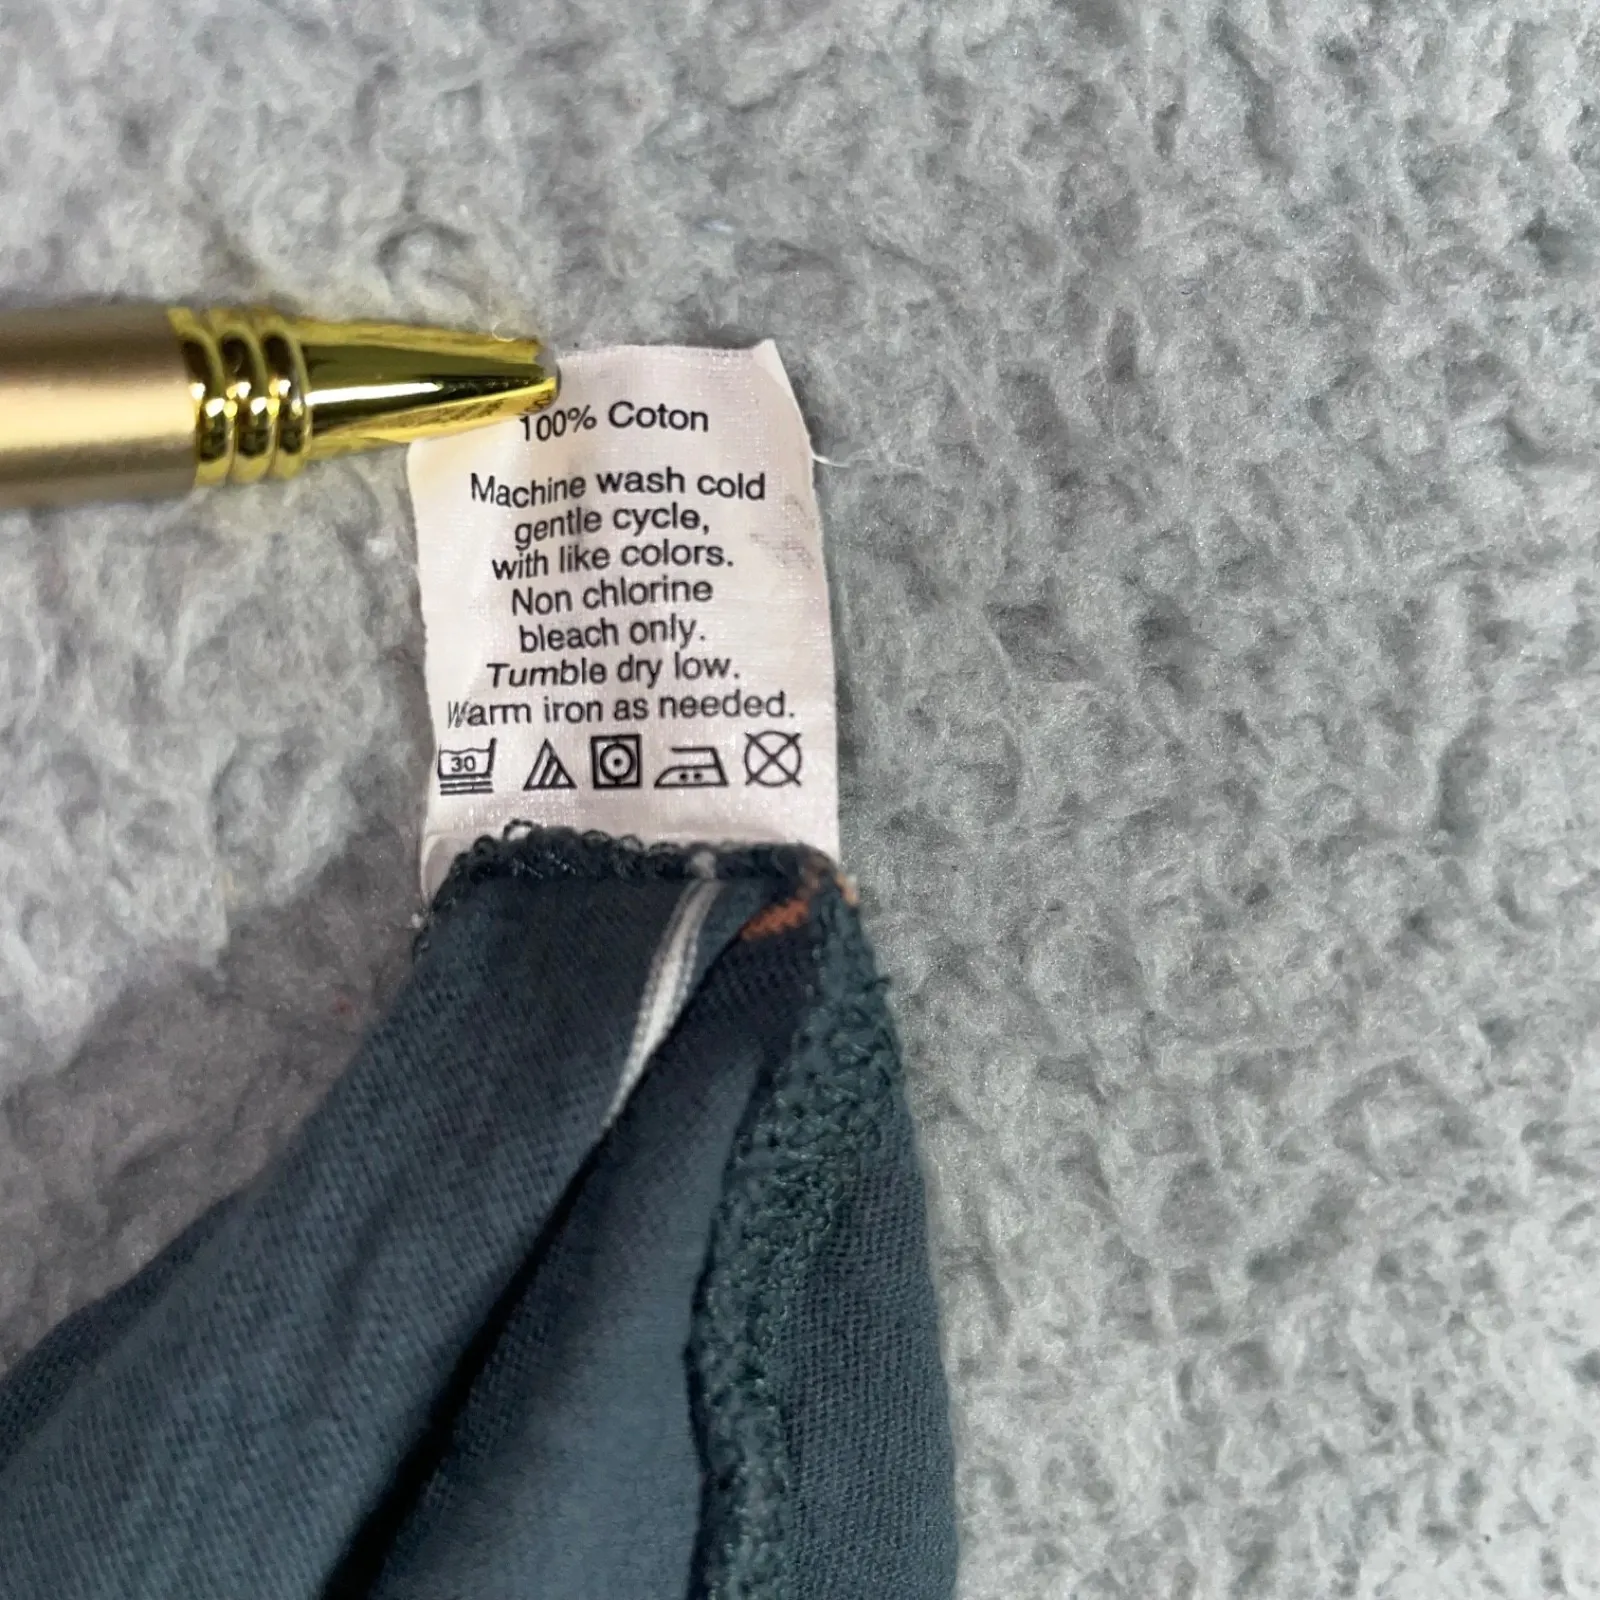 100% Coton
Machine wash cold
gentle cycle,
with like colors.
Non chlorine
bleach only.
Tumble dry low.
Warm iron as needed.
30